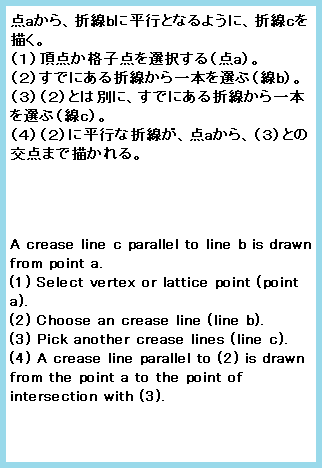 点aから、折線bに平行となるように、折線cを
描く。
(1)頂点か格子点を選択する(点a)。
(2)すでにある折線から一本を選ぶ(線b)。
(3)(2)とは別に、すでにある折線から一本
を選ぶ(線c)。
(4)(2)に平行な折線が、点aから、(3)との
交点まで描かれる。
A crease line c parallel to line b is drawn
from point a.
(1) Select vertex or lattice point (point
a).
(2) Choose an crease line (line b).
(3) Pick another crease lines (line c).
(4) A crease line parallel to (2) is drawn
from the point a to the point of
intersection with (3).